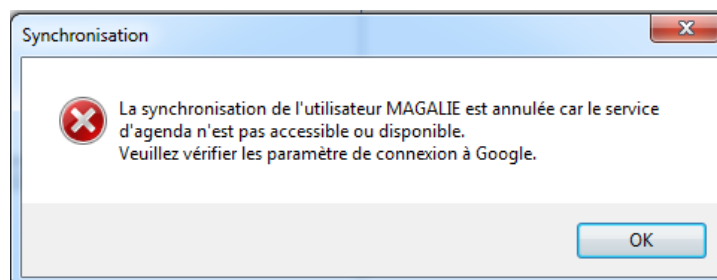 Synchronisation
La synchronisation de l'utilisateur MAGALIE est annulée car le service
d'agenda n'est pas accessible ou disponible.
Veuillez vérifier les paramètre de connexion à Google.
OK